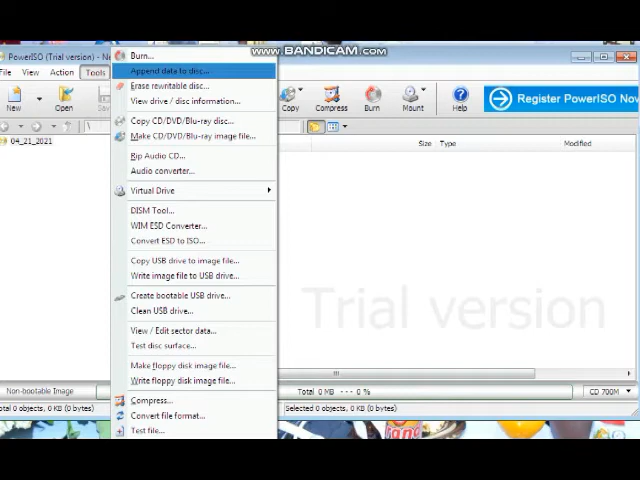 WWW.BANDICAM.COM
PowerISO (Trial version) - Ne
File View Action Tools
New Open Copy Compress Burn Mount Help Register PowerISO Now
\
04_21_2021
Size Type Modified
Burn...
Append data to disc...
Erase rewritable disc...
View drive / disc information...
Copy CD/DVD/Blu-ray disc...
Make CD/DVD/Blu-ray image file...
Rip Audio CD...
Audio converter...
Virtual Drive
DISM Tool...
WIM ESD Converter...
Convert ESD to ISO...
Copy USB drive to image file...
Write image file to USB drive...
Create bootable USB drive...
Clean USB drive...
View / Edit sector data...
Test disc surface...
Make floppy disk image file...
Write floppy disk image file...
Compress...
Convert file format...
Test file...
Trial version
Non-bootable Image Total 0 MB --- 0 % CD 700M
otal 0 objects, 0 KB (0 bytes) Selected 0 objects, 0 KB (0 bytes)